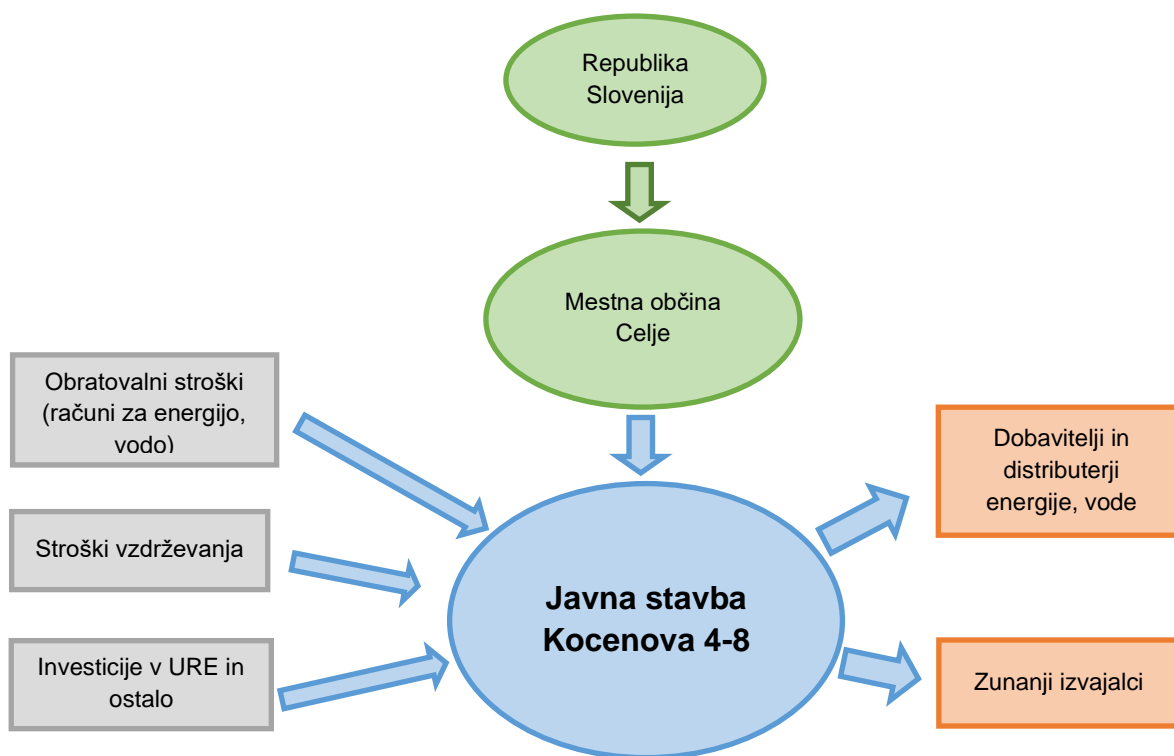 Republika
Slovenija
Mestna občina
Celje
Obratovalni stroški
(računi za energijo,
vodo)
Stroški vzdrževanja
Investicije v URE in
ostalo
Javna stavba
Kocenova 4-8
Dobavitelji in
distributerji
energije, vode
Zunanji izvajalci